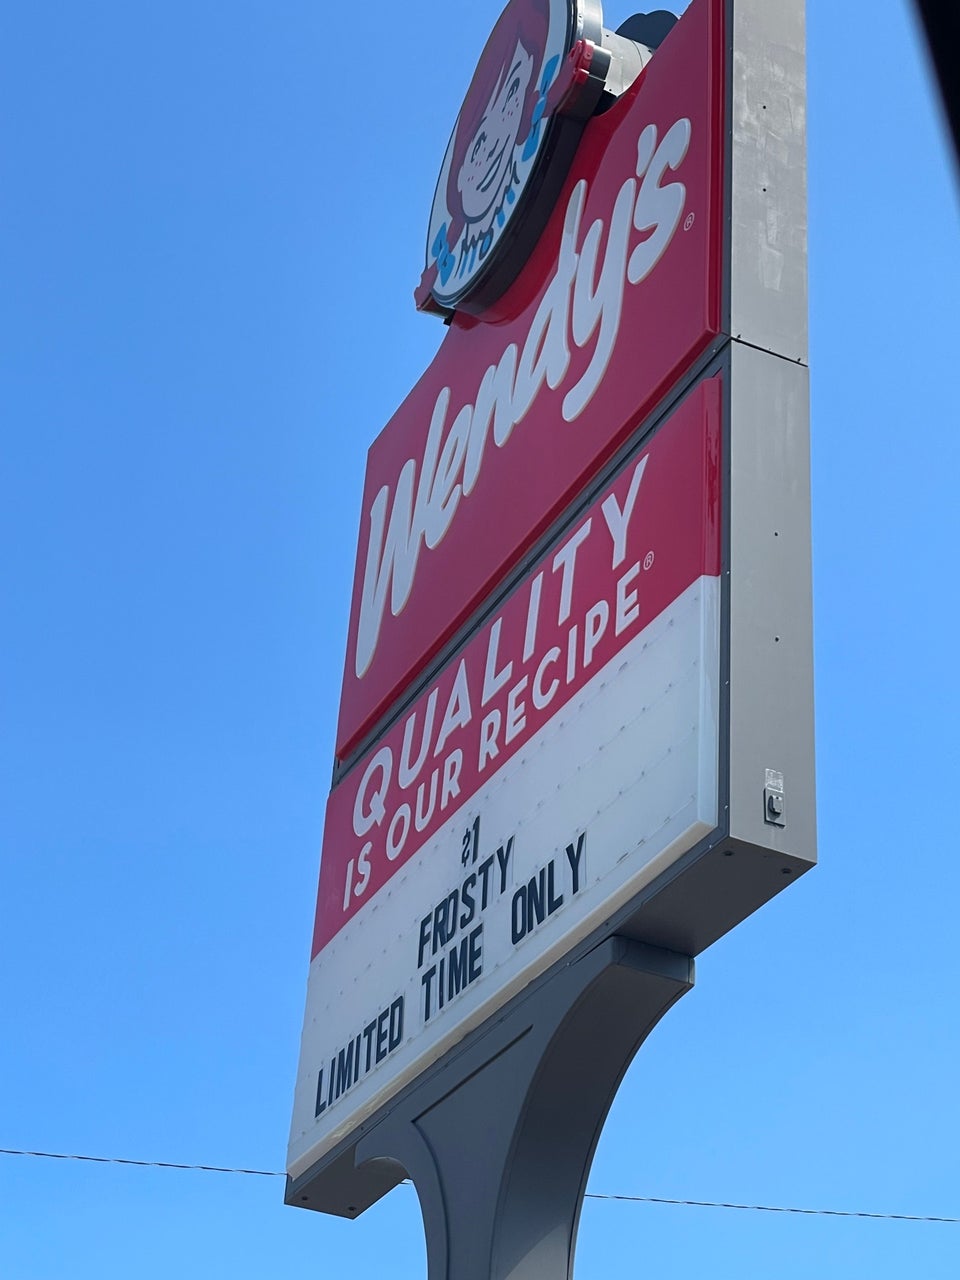 Wendy's®
QUALITY
IS OUR RECIPE®
$1
FROSTY
LIMITED TIME ONLY